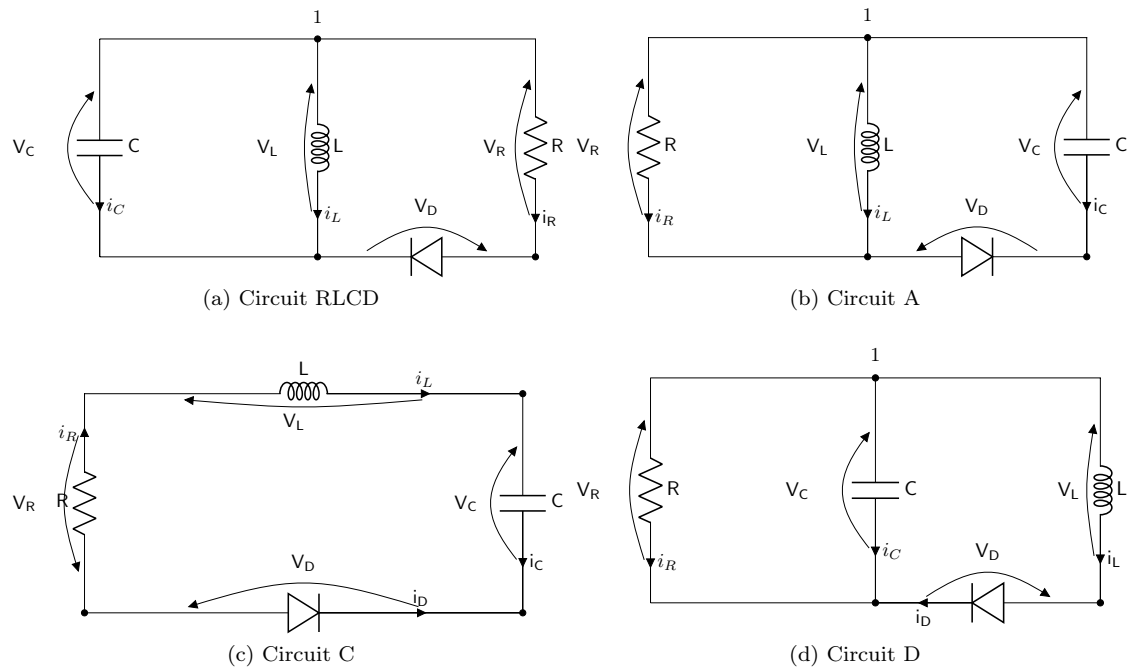 1
V_C
C
i_C
V_L
L
i_L
V_R
R
i_R
V_D
(a) Circuit RLCD
1
V_R
R
i_R
V_L
L
i_L
V_C
C
i_C
V_D
(b) Circuit A
L
i_L
V_L
i_R
V_R
R
V_C
C
i_C
V_D
i_D
(c) Circuit C
1
V_R
R
i_R
V_C
C
i_C
V_L
L
i_L
V_D
i_D
(d) Circuit D